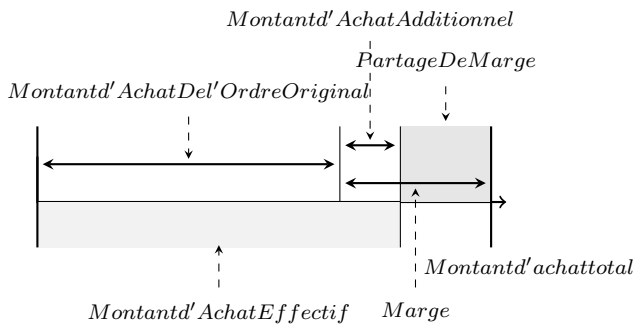 Montantd′AchatAdditionnel
PartageDeMarge
Montantd′AchatDel′OrdreOriginal
Montantd′achattotal
Montantd′AchatEffectif
Marge